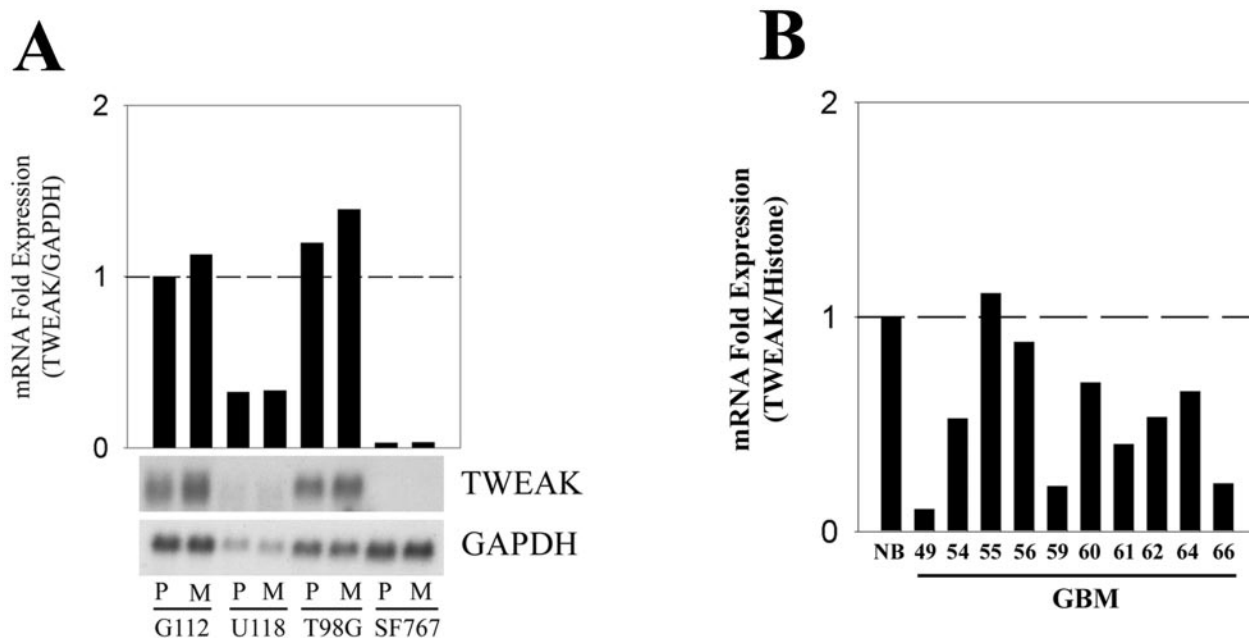 A
2
1
0
mRNA Fold Expression
(TWEAK/GAPDH)
TWEAK
GAPDH
P M P M P M P M
G112 U118 T98G SF767
B
2
1
0
mRNA Fold Expression
(TWEAK/Histone)
NB 49 54 55 56 59 60 61 62 64 66
GBM